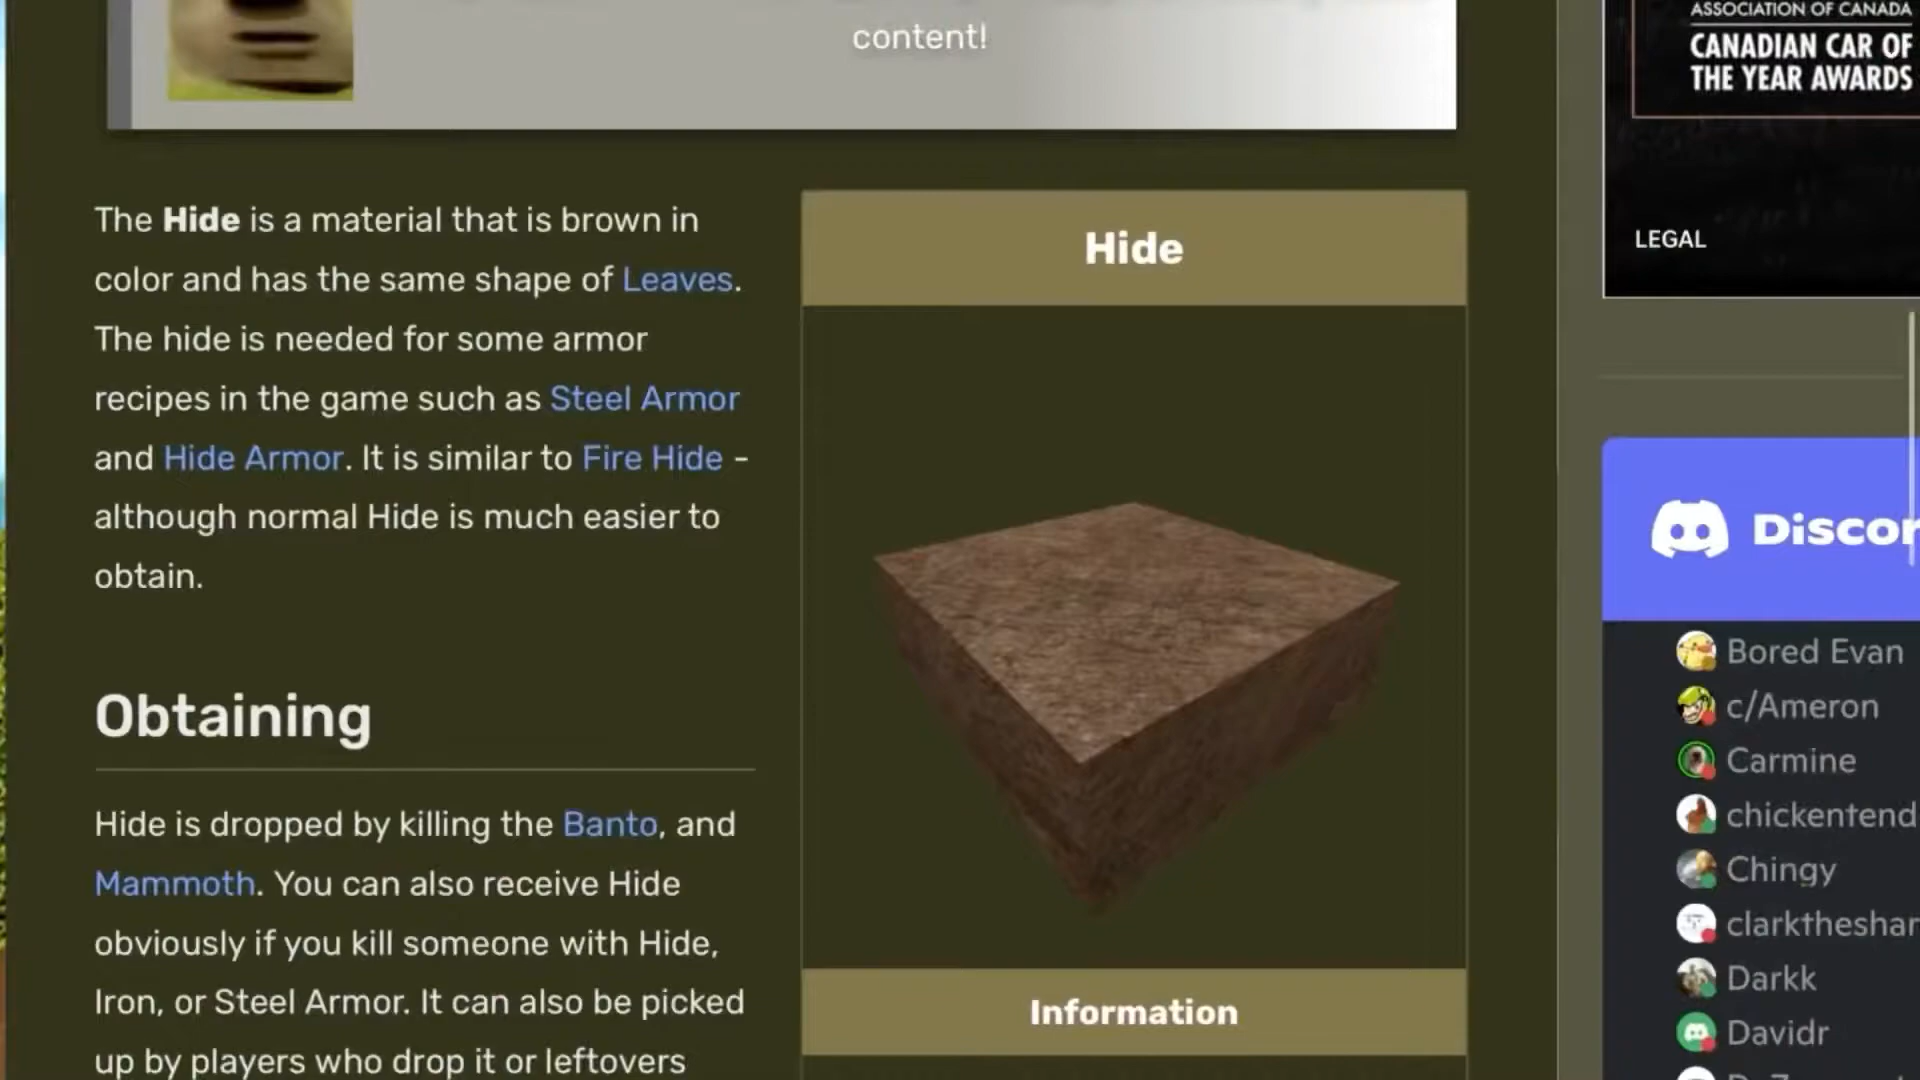 content!
The Hide is a material that is brown in
color and has the same shape of Leaves.
The hide is needed for some armor
recipes in the game such as Steel Armor
and Hide Armor. It is similar to Fire Hide -
although normal Hide is much easier to
obtain.
Obtaining
Hide is dropped by killing the Banto, and
Mammoth. You can also receive Hide
obviously if you kill someone with Hide,
Iron, or Steel Armor. It can also be picked
up by players who drop it or leftovers
Hide
Information
ASSOCIATION OF CANADA
CANADIAN CAR OF
THE YEAR AWARDS
LEGAL
Discor
Bored Evan
c/Ameron
Carmine
chickentend
Chingy
clarktheshar
Darkk
Davidr